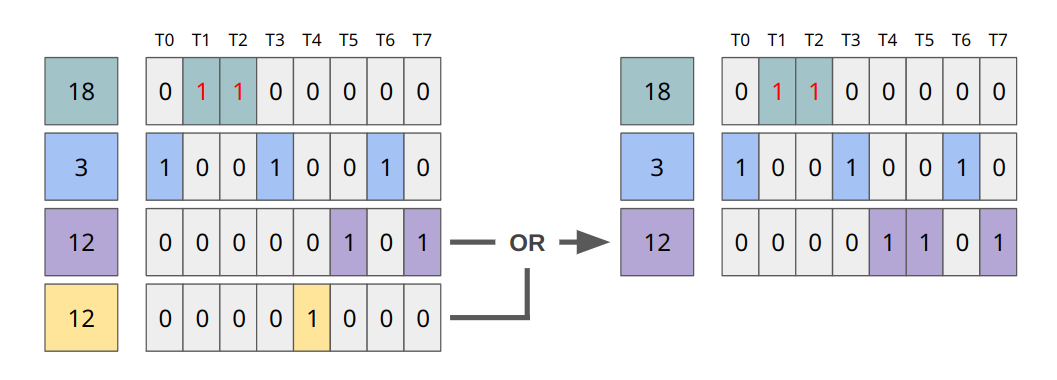 T0 T1 T2 T3 T4 T5 T6 T7 T0 T1 T2 T3 T4 T5 T6 T7
18 0 1 1 0 0 0 0 0 18 0 1 1 0 0 0 0 0
3 1 0 0 1 0 0 1 0 3 1 0 0 1 0 0 1 0
12 0 0 0 0 0 1 0 1 OR 12 0 0 0 0 1 1 0 1
12 0 0 0 0 1 0 0 0